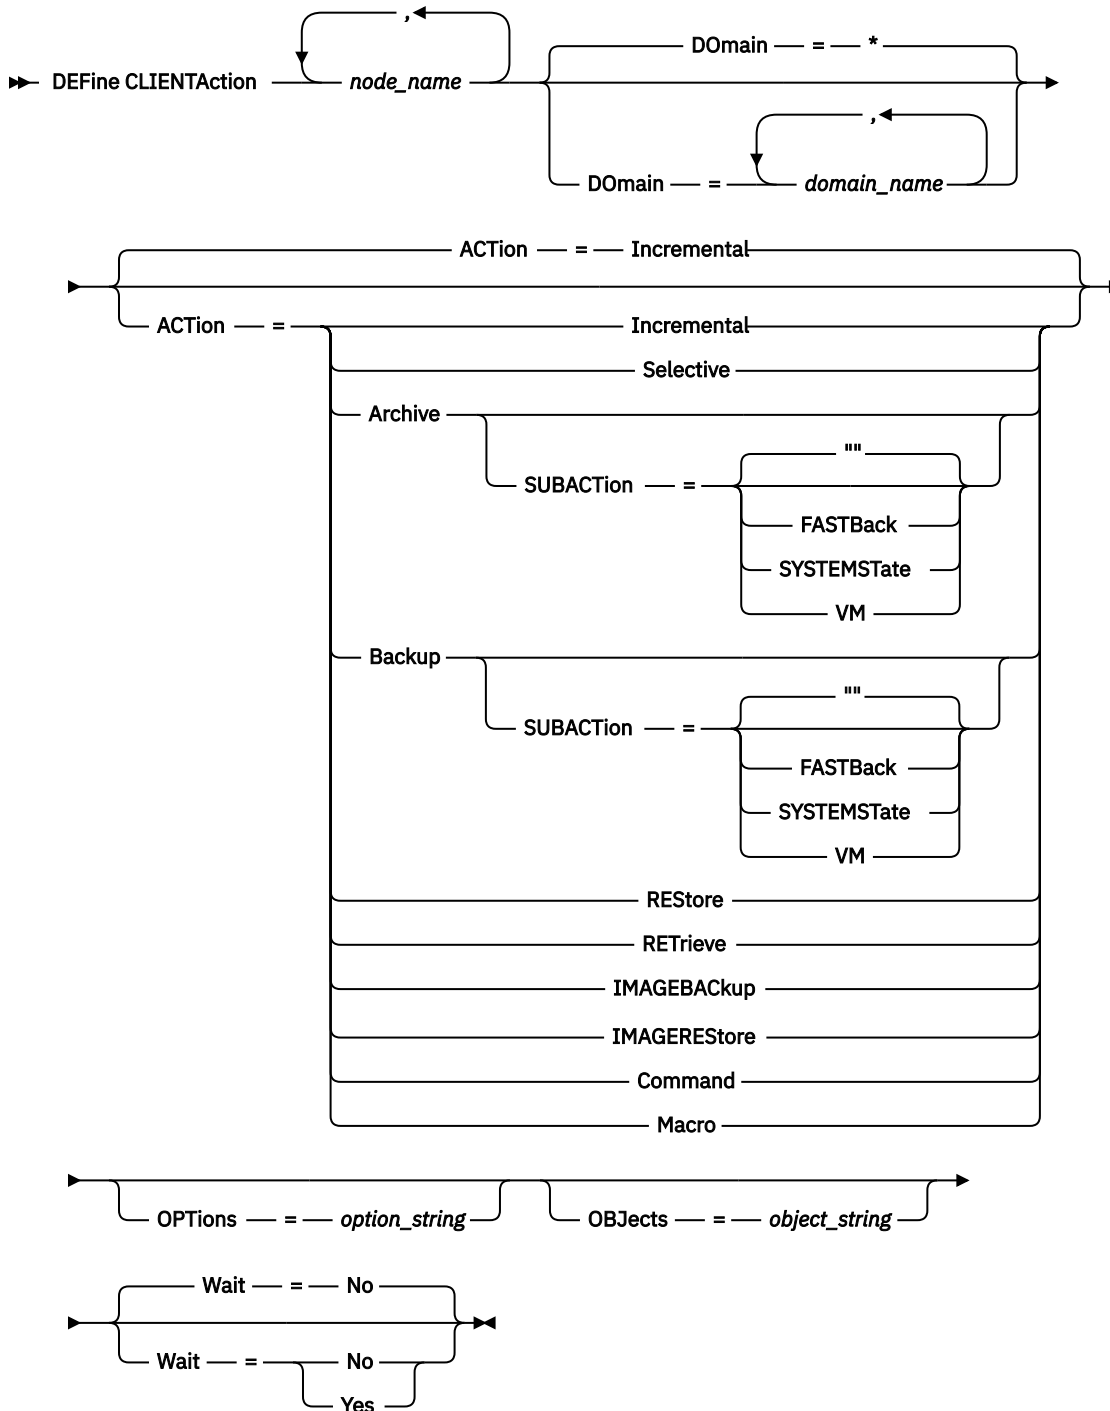 ,
DOmain = *
DEFine CLIENTAction node_name
,
DOmain = domain_name
ACTion = Incremental
ACTion = Incremental
Selective
Archive
""
SUBACTion =
FASTBack
SYSTEMSTate
VM
Backup
""
SUBACTion =
FASTBack
SYSTEMSTate
VM
REStore
RETrieve
IMAGEBACkup
IMAGEREStore
Command
Macro
OPTions = option_string OBJects = object_string
Wait = No
Wait = No
Yes